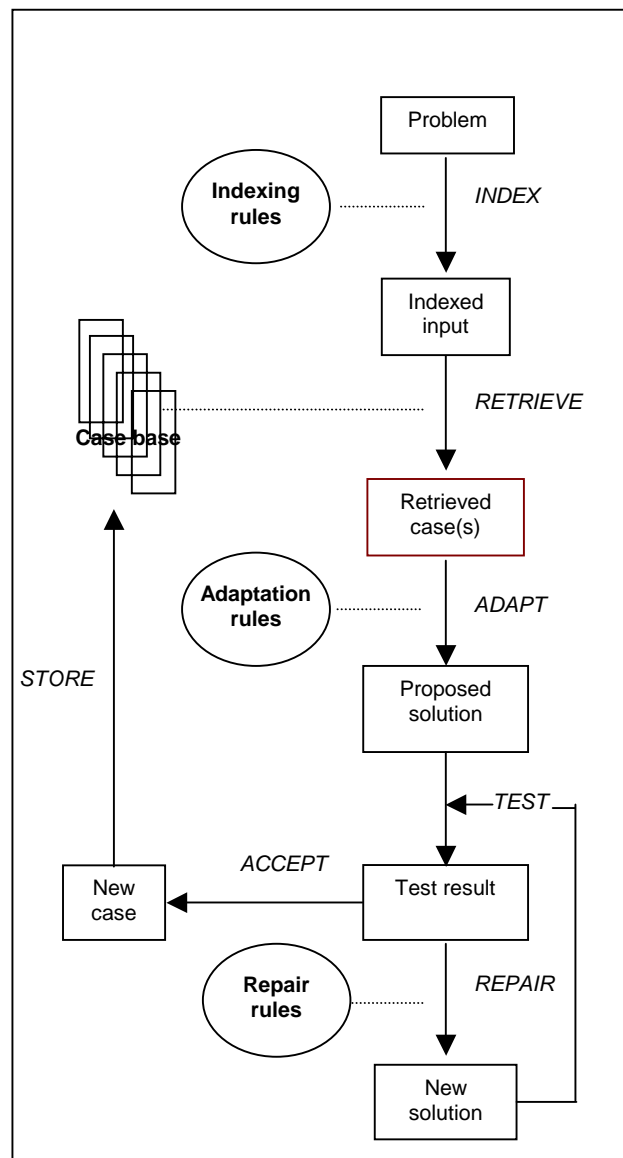 Problem
Indexing
rules
INDEX
Indexed
input
RETRIEVE
Case base
Retrieved
case(s)
Adaptation
rules
ADAPT
STORE
Proposed
solution
TEST
ACCEPT
Test result
New
case
Repair
rules
REPAIR
New
solution